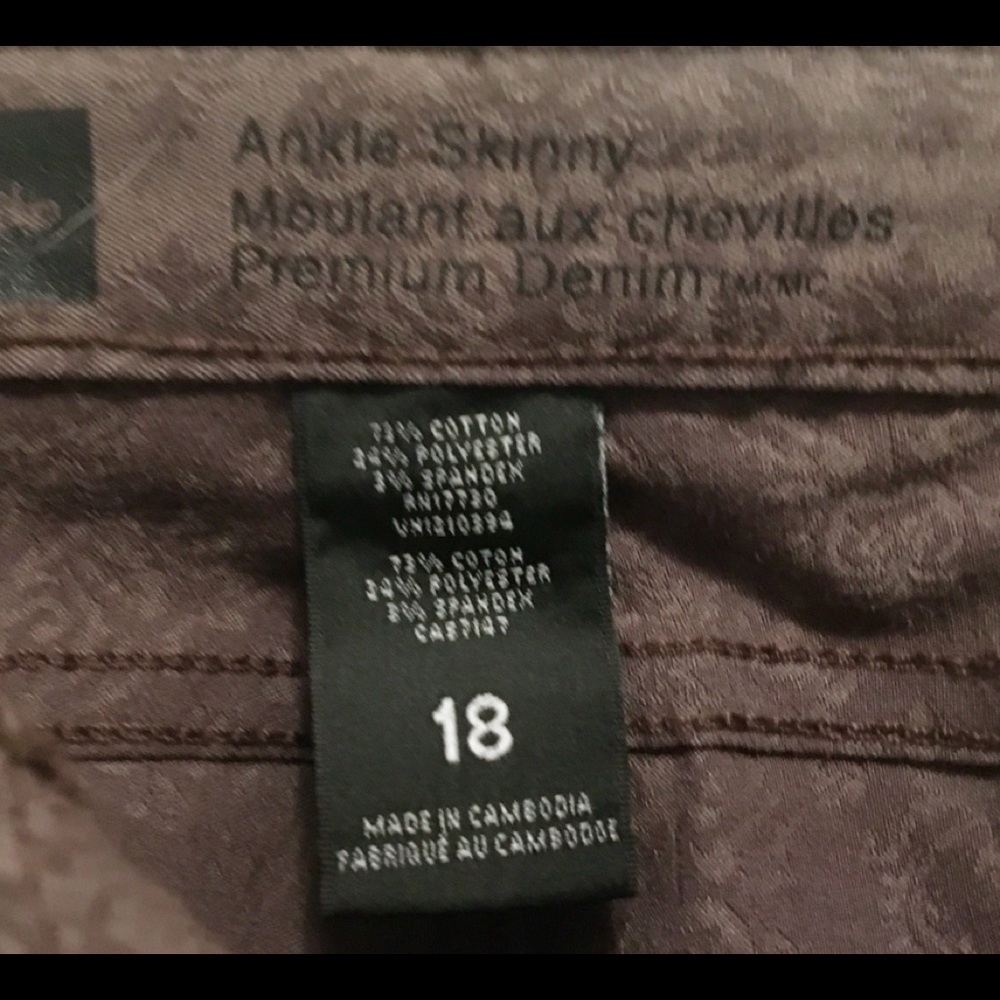 Ankle Skinny
Moulant aux chevilles
Premium Denim TM/MC
73% COTTON
24% POLYESTER
3% SPANDEX
RN17730
73% COTON
24% POLYESTER
3% SPANDEX
CA57147
18
MADE IN CAMBODIA
FABRIQUÉ AU CAMBODGE